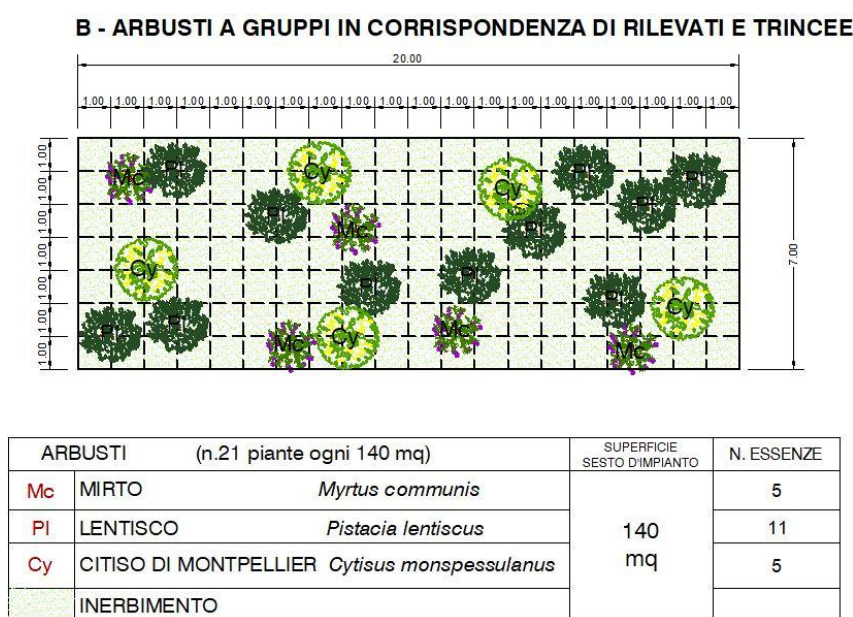 B - ARBUSTI A GRUPPI IN CORRISPONDENZA DI RILEVATI E TRINCEE
20.00
1.00 1.00 1.00 1.00 1.00 1.00 1.00 1.00 1.00 1.00 1.00 1.00 1.00 1.00 1.00 1.00 1.00 1.00 1.00 1.00
1.00
1.00
1.00
1.00
1.00
1.00
1.00
7.00
Mc Pl Cy Cy Pl Pl
Pl Mc Pl Pl
Cy Pl Pl Pl Cy
Pl Pl Mc Cy Mc Mc
ARBUSTI (n.21 piante ogni 140 mq) SUPERFICIE SESTO D'IMPIANTO N. ESSENZE
Mc MIRTO Myrtus communis 5
Pl LENTISCO Pistacia lentiscus 140 mq 11
Cy CITISO DI MONTPELLIER Cytisus monspessulanus 5
INERBIMENTO